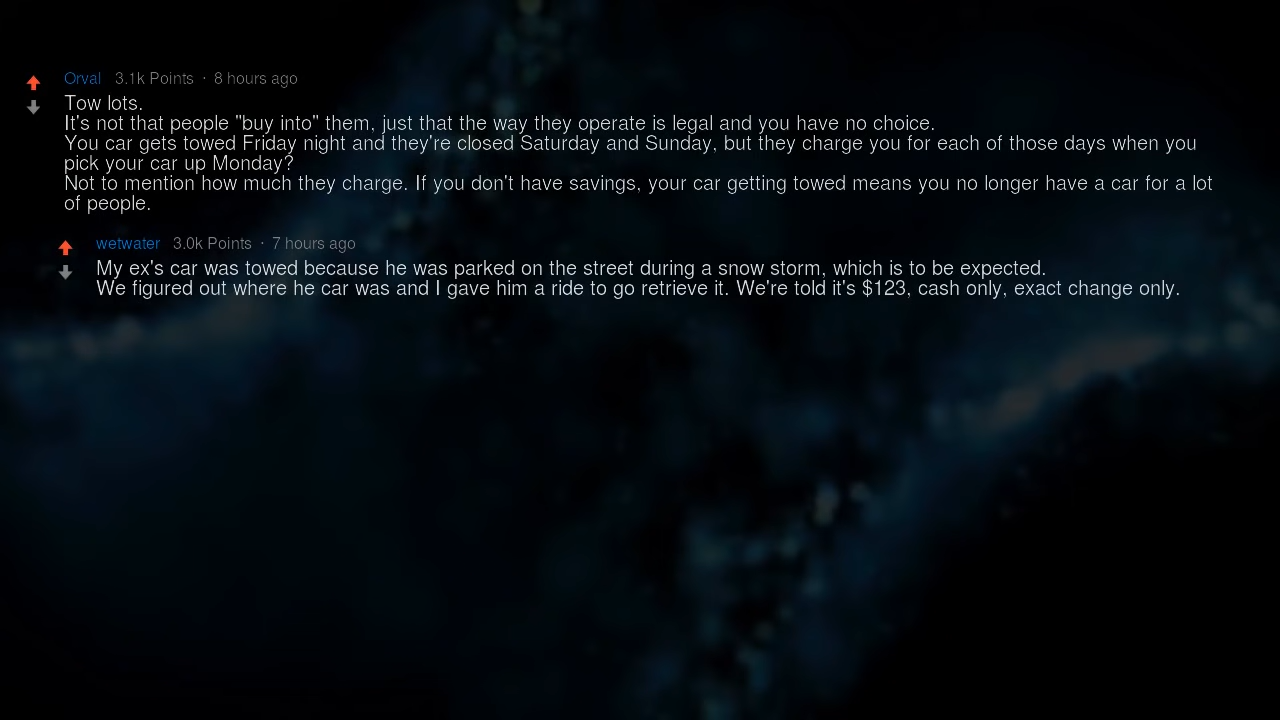 Orval 3.1k Points · 8 hours ago
Tow lots.
It's not that people "buy into" them, just that the way they operate is legal and you have no choice.
You car gets towed Friday night and they're closed Saturday and Sunday, but they charge you for each of those days when you
pick your car up Monday?
Not to mention how much they charge. If you don't have savings, your car getting towed means you no longer have a car for a lot
of people.
wetwater 3.0k Points · 7 hours ago
My ex's car was towed because he was parked on the street during a snow storm, which is to be expected.
We figured out where he car was and I gave him a ride to go retrieve it. We're told it's $123, cash only, exact change only.